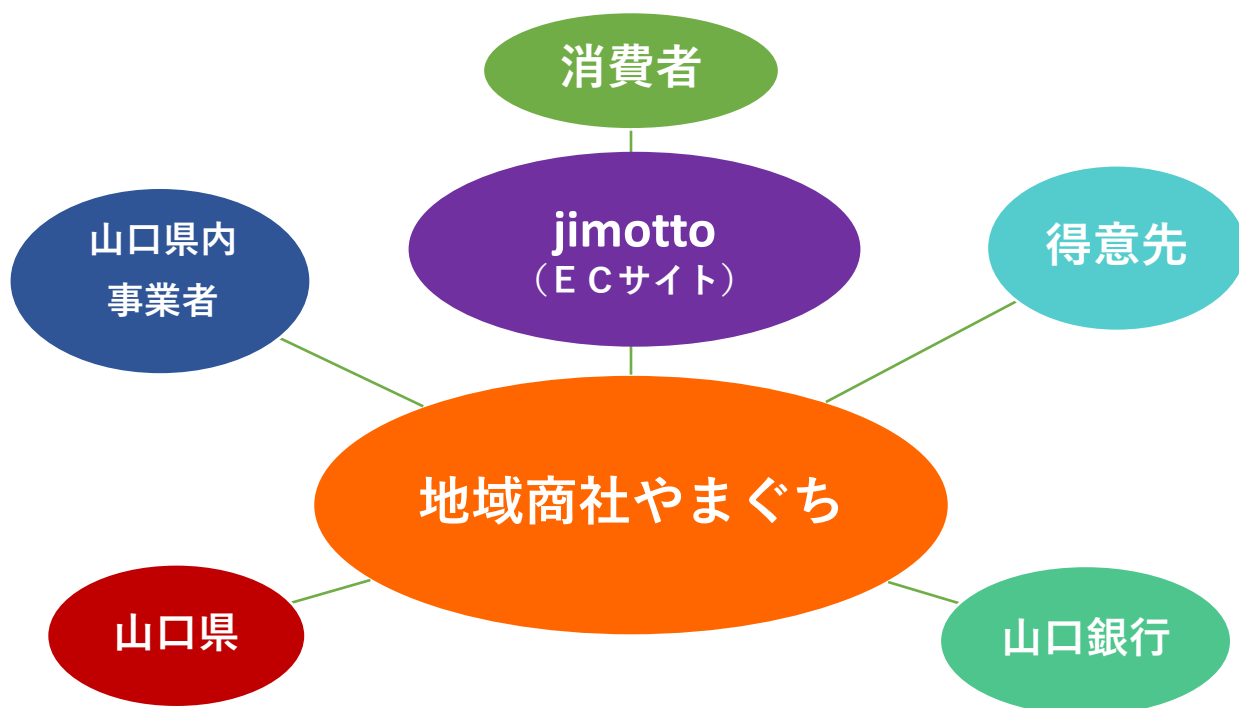 消費者
jimotto
（ＥＣサイト）
山口県内
事業者
得意先
地域商社やまぐち
山口県
山口銀行